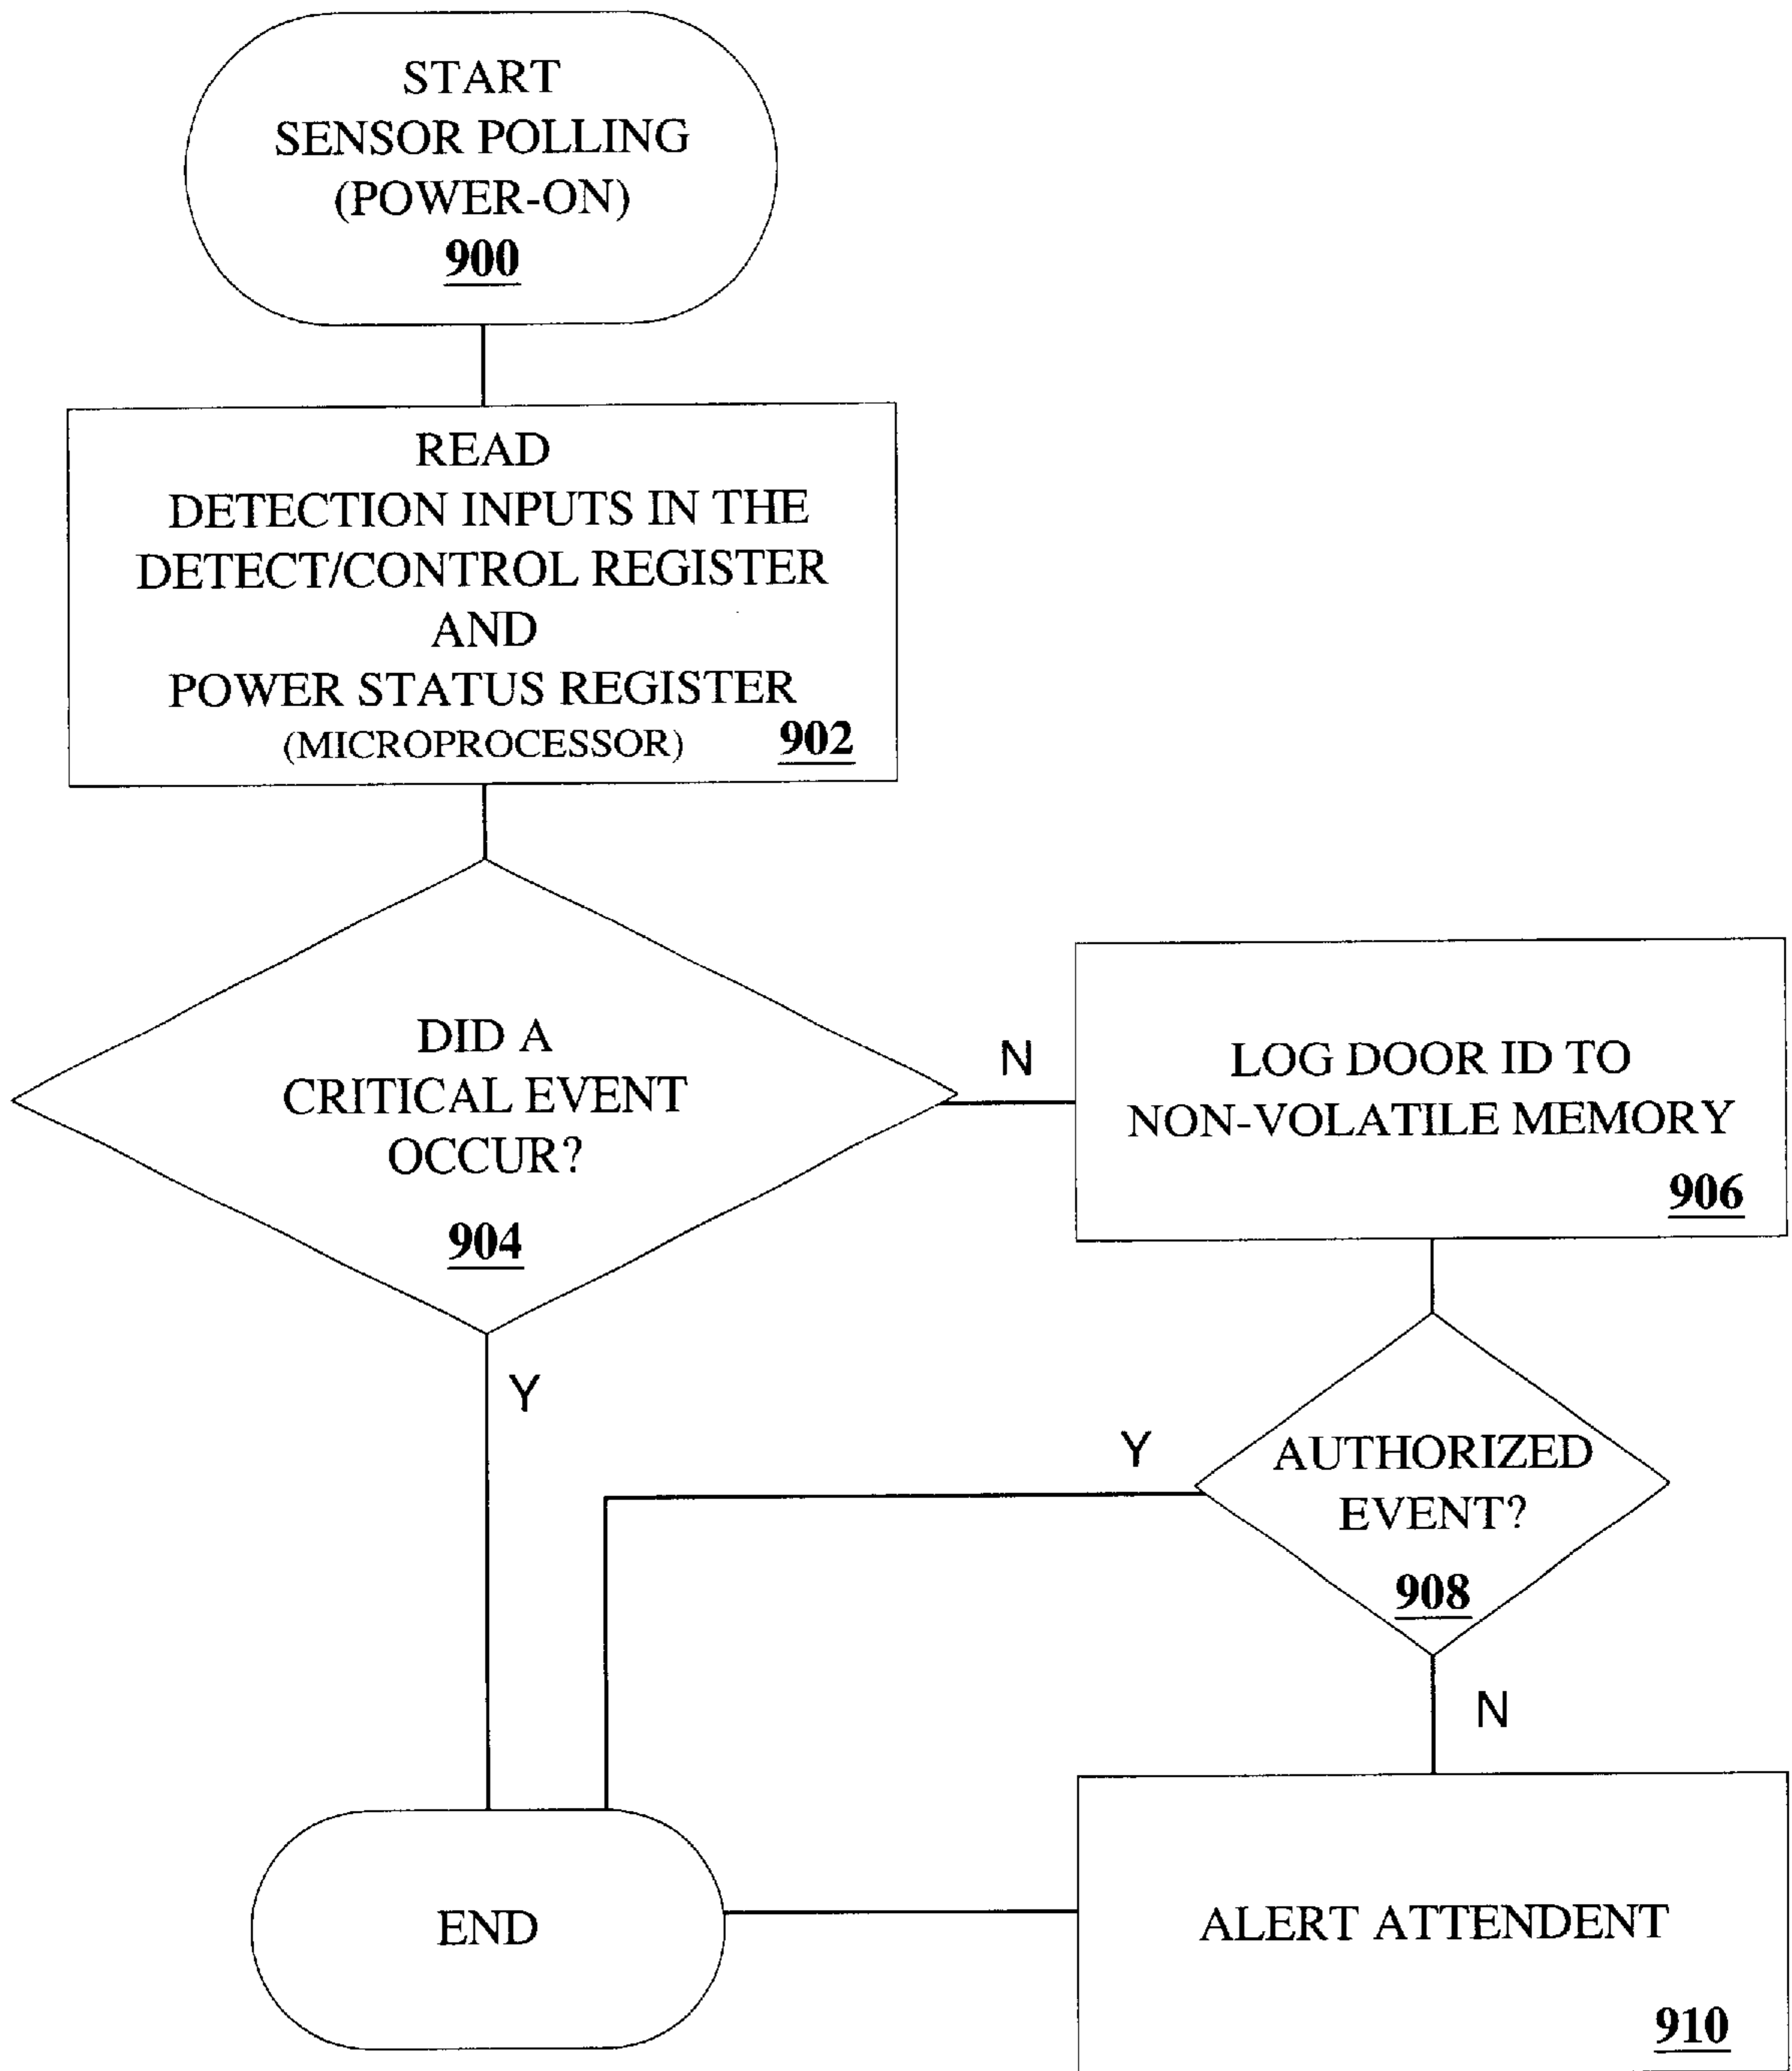 START
SENSOR POLLING
(POWER-ON)
900
READ
DETECTION INPUTS IN THE
DETECT/CONTROL REGISTER
AND
POWER STATUS REGISTER
(MICROPROCESSOR)
902
DID A
CRITICAL EVENT
OCCUR?
904
N
LOG DOOR ID TO
NON-VOLATILE MEMORY
906
Y
Y
AUTHORIZED
EVENT?
908
N
END
ALERT ATTENDENT
910